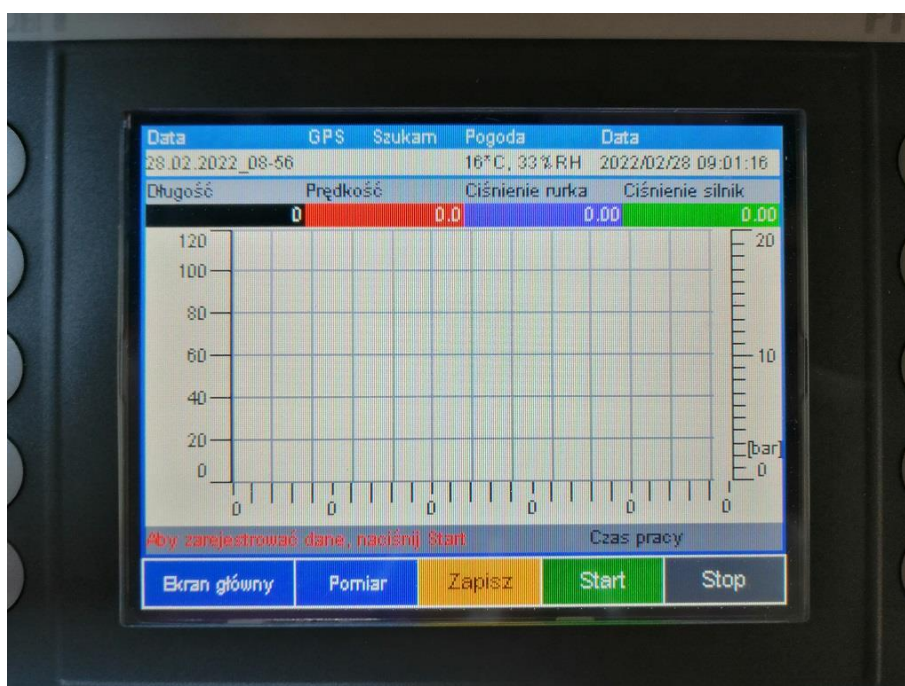 Data GPS Szukam Pogoda Data
28.02.2022_08-56 16°C, 33%RH 2022/02/28 09:01:16
Długość Prędkość Ciśnienie rurka Ciśnienie silnik
0 0.0 0.00 0.00
120 20
100
80
60 10
40
20
[bar]
0 0
0 0 0 0 0 0
Aby zarejestrować dane, naciśnij Start Czas pracy
Ekran główny Pomiar Zapisz Start Stop